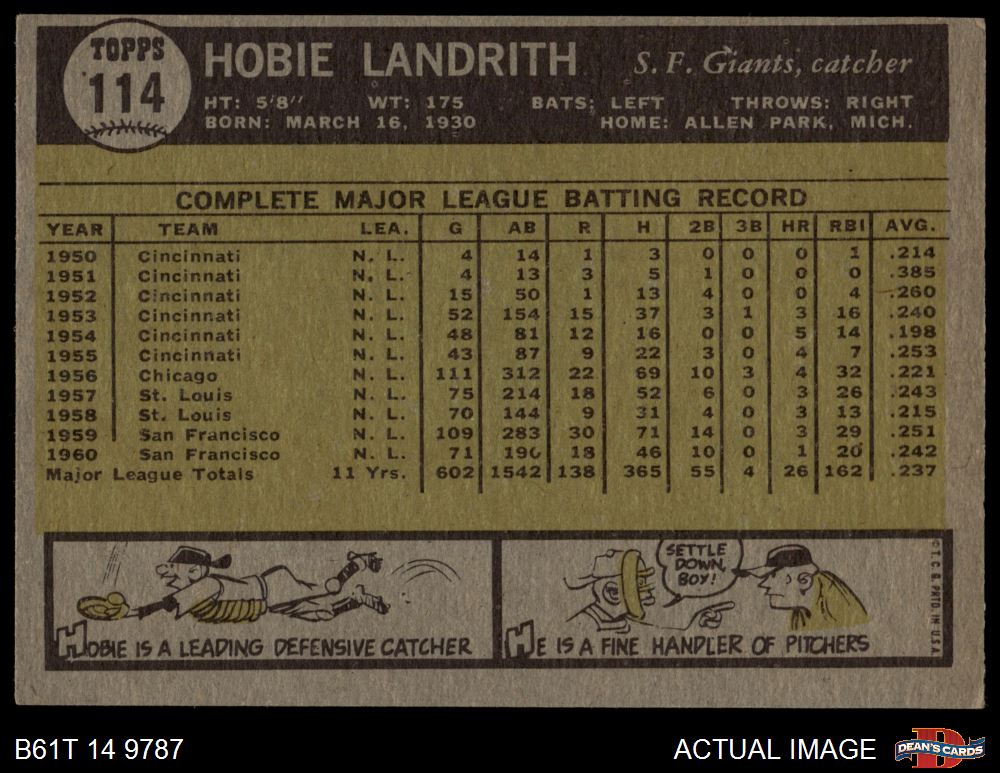 TOPPS
114
HOBIE LANDRITH S. F. Giants, catcher
HT: 5'8" WT: 175 BATS: LEFT THROWS: RIGHT
BORN: MARCH 16, 1930 HOME: ALLEN PARK, MICH.
COMPLETE MAJOR LEAGUE BATTING RECORD
YEAR TEAM LEA. G AB R H 2B 3B HR RBI AVG.
1950 Cincinnati N. L. 4 14 1 3 0 0 0 1 .214
1951 Cincinnati N. L. 4 13 3 5 1 0 0 0 .385
1952 Cincinnati N. L. 15 50 1 13 4 0 0 4 .260
1953 Cincinnati N. L. 52 154 15 37 3 1 3 16 .240
1954 Cincinnati N. L. 48 81 12 16 0 0 5 14 .198
1955 Cincinnati N. L. 43 87 9 22 3 0 4 7 .253
1956 Chicago N. L. 111 312 22 69 10 3 4 32 .221
1957 St. Louis N. L. 75 214 18 52 6 0 3 26 .243
1958 St. Louis N. L. 70 144 9 31 4 0 3 13 .215
1959 San Francisco N. L. 109 283 30 71 14 0 3 29 .251
1960 San Francisco N. L. 71 190 18 46 10 0 1 20 .242
Major League Totals 11 Yrs. 602 1542 138 365 55 4 26 162 .237
SETTLE
DOWN,
BOY!
HOBIE IS A LEADING DEFENSIVE CATCHER
HE IS A FINE HANDLER OF PITCHERS
© T. C. G. PRTD. IN U.S.A.
B61T 14 9787 ACTUAL IMAGE
D
DEAN'S CARDS